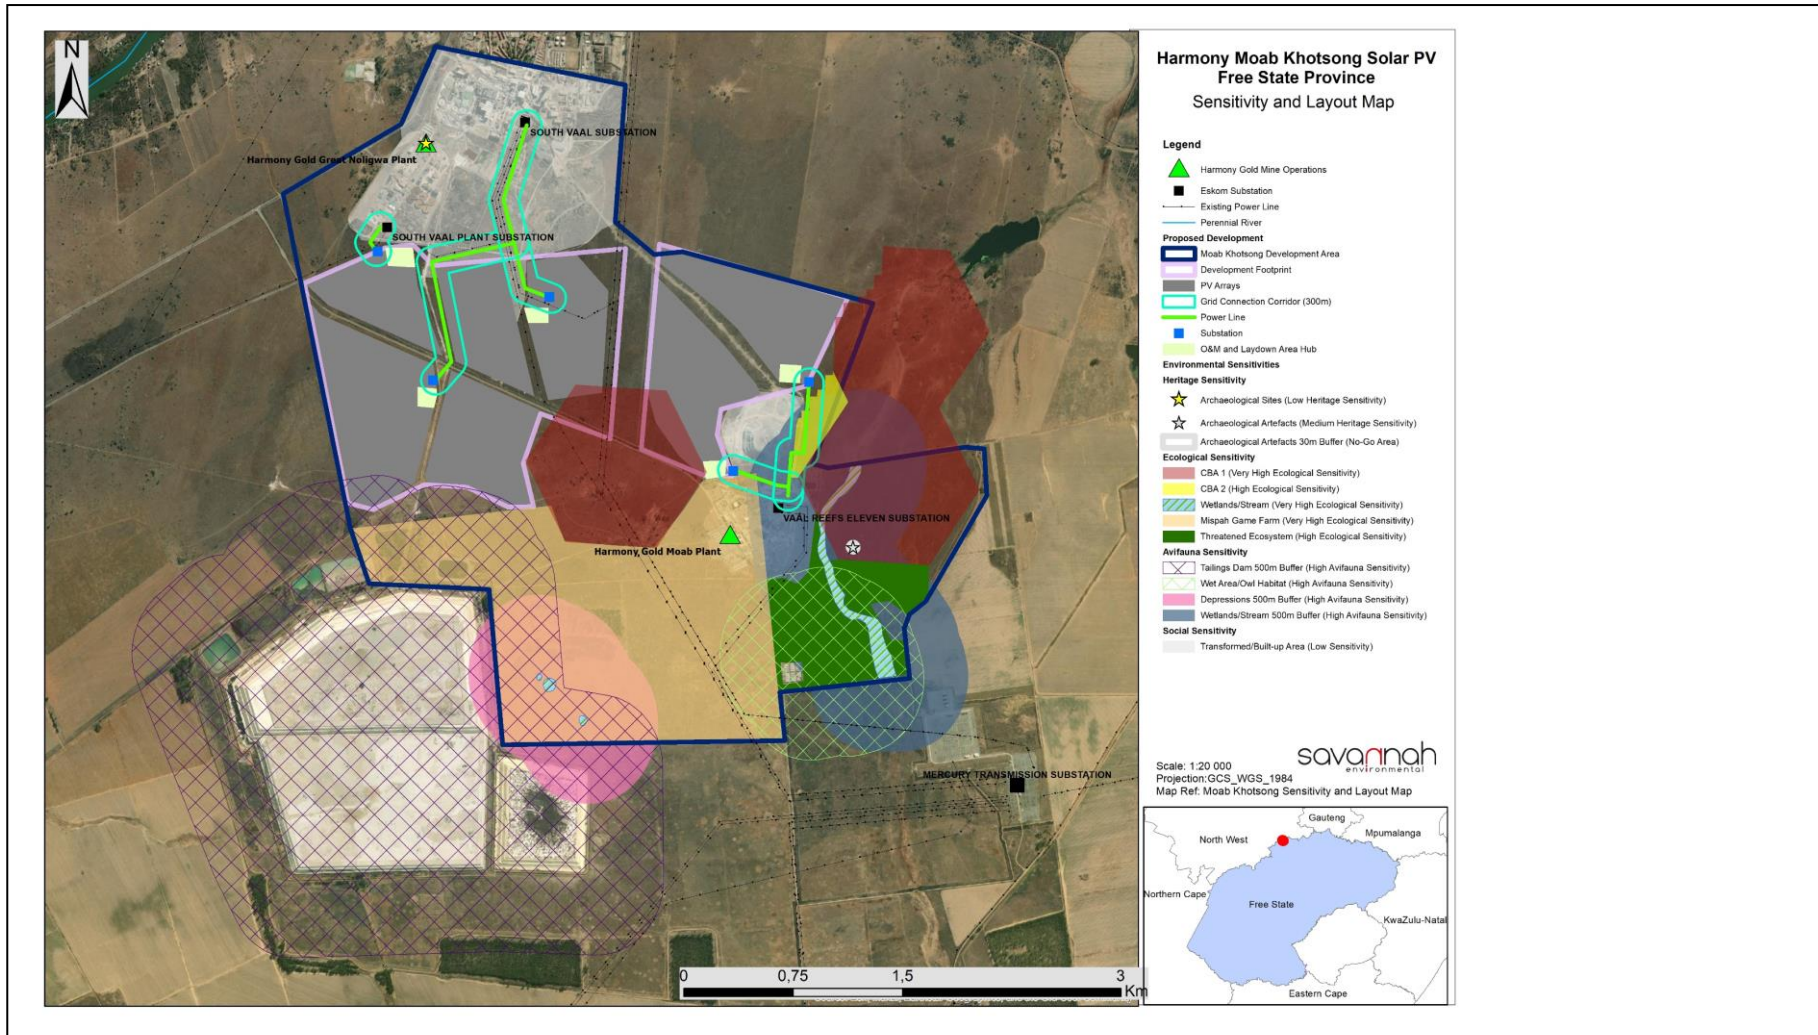 N
SOUTH VAAL SUBSTATION
Harmony Gold Great Noligwa Plant
SOUTH VAAL PLANT SUBSTATION
VAAL REEFS ELEVEN SUBSTATION
Harmony Gold Moab Plant
MERCURY TRANSMISSION SUBSTATION
0 0,75 1,5 3
Km
Harmony Moab Khotsong Solar PV
Free State Province
Sensitivity and Layout Map
Legend
Harmony Gold Mine Operations
Eskom Substation
Existing Power Line
Perennial River
Proposed Development
Moab Khotsong Development Area
Development Footprint
PV Arrays
Grid Connection Corridor (300m)
Power Line
Substation
O&M and Laydown Area Hub
Environmental Sensitivities
Heritage Sensitivity
Archaeological Sites (Low Heritage Sensitivity)
Archaeological Artefacts (Medium Heritage Sensitivity)
Archaeological Artefacts 30m Buffer (No-Go Area)
Ecological Sensitivity
CBA 1 (Very High Ecological Sensitivity)
CBA 2 (High Ecological Sensitivity)
Wetlands/Stream (Very High Ecological Sensitivity)
Mispah Game Farm (Very High Ecological Sensitivity)
Threatened Ecosystem (High Ecological Sensitivity)
Avifauna Sensitivity
Tailings Dam 500m Buffer (High Avifauna Sensitivity)
Wet Area/Owl Habitat (High Avifauna Sensitivity)
Depressions 500m Buffer (High Avifauna Sensitivity)
Wetlands/Stream 500m Buffer (High Avifauna Sensitivity)
Social Sensitivity
Transformed/Built-up Area (Low Sensitivity)
savannah
environmental
Scale: 1:20 000
Projection:GCS_WGS_1984
Map Ref: Moab Khotsong Sensitivity and Layout Map
Gauteng
North West
Mpumalanga
Northern Cape
Free State
KwaZulu-Natal
Eastern Cape